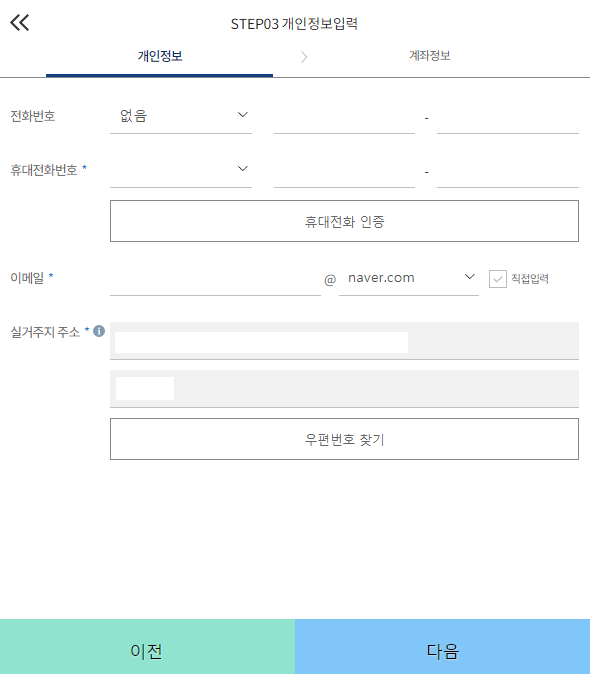 STEP03 개인정보입력
개인정보 계좌정보
전화번호 없음 -
휴대전화번호 * -
휴대전화 인증
이메일 * @ naver.com 직접입력
실거주지 주소 * i
우편번호 찾기
이전 다음